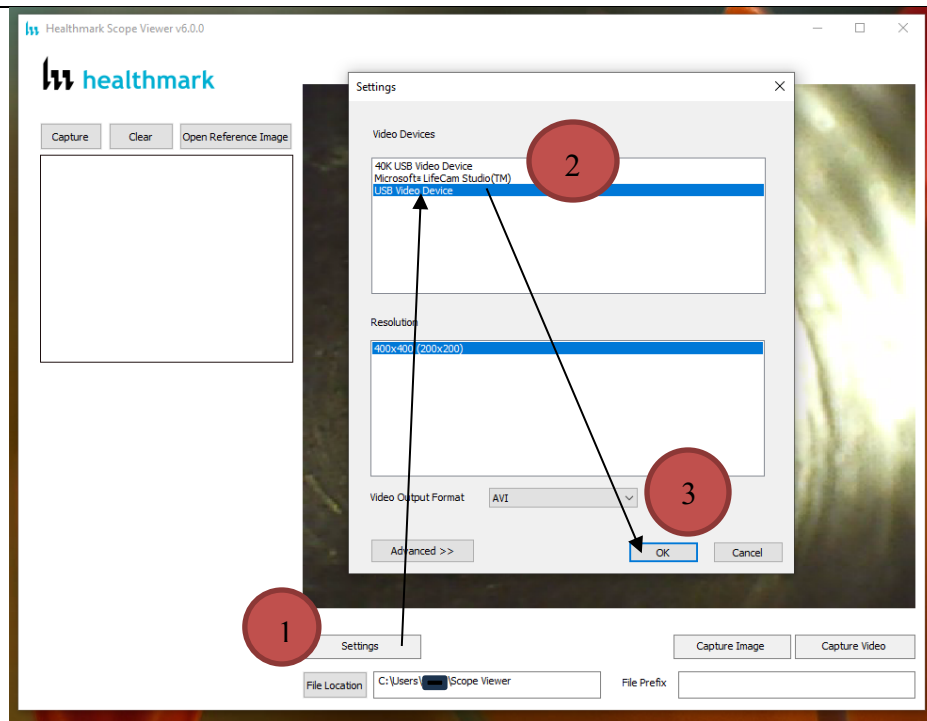 Healthmark Scope Viewer v6.0.0
healthmark
Capture
Clear
Open Reference Image
Settings
Video Devices
40K USB Video Device
Microsoft® LifeCam Studio(TM)
USB Video Device
2
Resolution
400x400 (200x200)
Video Output Format
AVI
3
Advanced >>
OK
Cancel
1
Settings
Capture Image
Capture Video
File Location
C:\Users\ \Scope Viewer
File Prefix